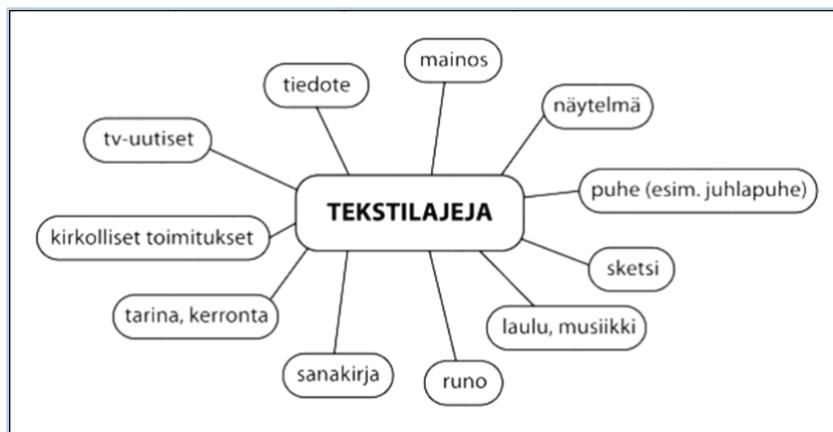 mainos
tiedote
näytelmä
tv-uutiset
puhe (esim. juhlapuhe)
TEKSTILAJEJA
kirkolliset toimitukset
sketsi
tarina, kerronta
laulu, musiikki
sanakirja
runo